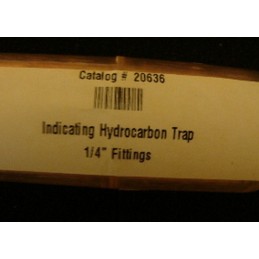 Catalog # 20636
Indicating Hydrocarbon Trap
1/4" Fittings